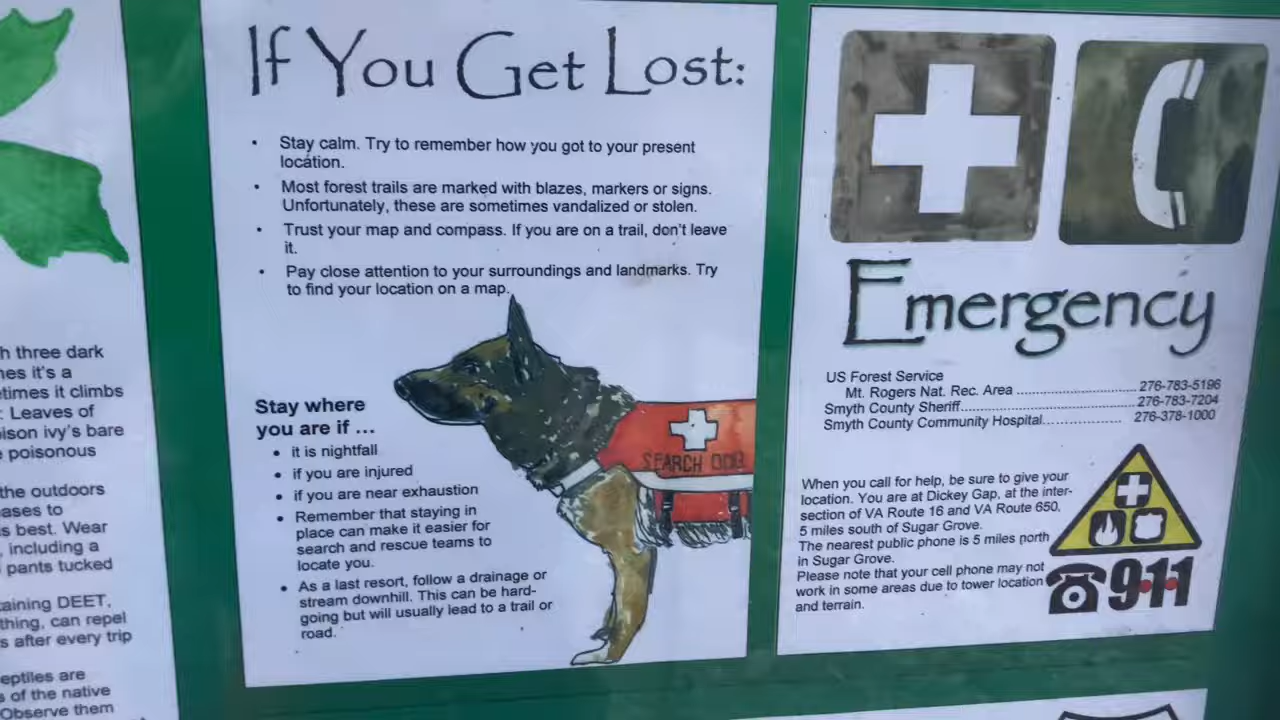 h three dark
nes it's a
etimes it climbs
: Leaves of
ison ivy's bare
e poisonous
the outdoors
eases to
s best. Wear
, including a
pants tucked
taining DEET,
thing, can repel
s after every trip
eptiles are
s of the native
Observe them
If You Get Lost:
• Stay calm. Try to remember how you got to your present
location.
• Most forest trails are marked with blazes, markers or signs.
Unfortunately, these are sometimes vandalized or stolen.
• Trust your map and compass. If you are on a trail, don't leave
it.
• Pay close attention to your surroundings and landmarks. Try
to find your location on a map.
Stay where
you are if ...
• it is nightfall
• if you are injured
• if you are near exhaustion
• Remember that staying in
place can make it easier for
search and rescue teams to
locate you.
• As a last resort, follow a drainage or
stream downhill. This can be hard-
going but will usually lead to a trail or
road.
SEARCH DOG
Emergency
US Forest Service
Mt. Rogers Nat. Rec. Area ................................ 276-783-5196
Smyth County Sheriff............................................. 276-783-7204
Smyth County Community Hospital.................... 276-378-1000
When you call for help, be sure to give your
location. You are at Dickey Gap, at the inter-
section of VA Route 16 and VA Route 650,
5 miles south of Sugar Grove.
The nearest public phone is 5 miles north
in Sugar Grove.
Please note that your cell phone may not
work in some areas due to tower location
and terrain.
9·1·1